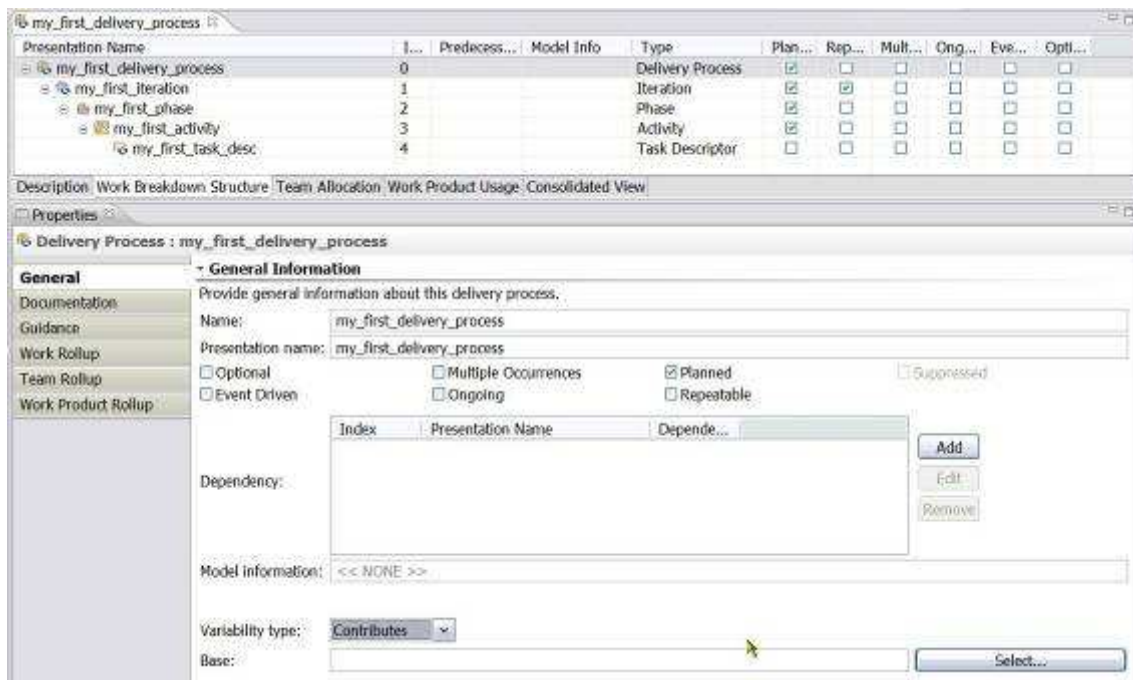 my_first_delivery_process
Presentation Name I... Predecess... Model Info Type Plan... Rep... Mult... Ong... Eve... Opti...
my_first_delivery_process 0 Delivery Process
my_first_iteration 1 Iteration
my_first_phase 2 Phase
my_first_activity 3 Activity
my_first_task_desc 4 Task Descriptor
Description Work Breakdown Structure Team Allocation Work Product Usage Consolidated View
Properties
Delivery Process : my_first_delivery_process
General
Documentation
Guidance
Work Rollup
Team Rollup
Work Product Rollup
General Information
Provide general information about this delivery process.
Name: my_first_delivery_process
Presentation name: my_first_delivery_process
Optional Multiple Occurrences Planned Suppressed
Event Driven Ongoing Repeatable
Index Presentation Name Depende...
Dependency:
Add
Edit
Remove
Model information: << NONE >>
Variability type: Contributes
Base: Select...